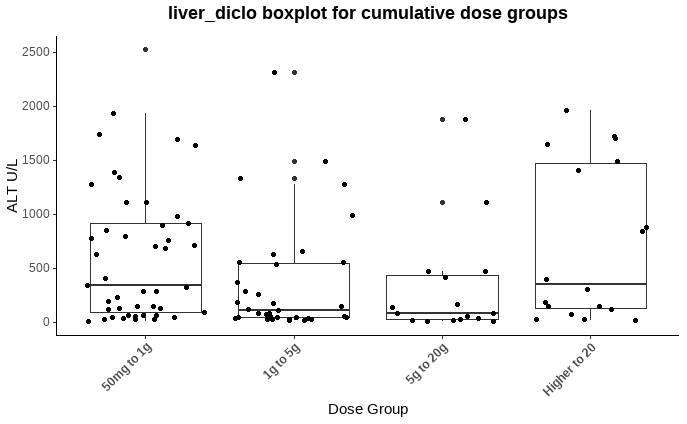 liver_diclo boxplot for cumulative dose groups
ALT U/L
2500
2000
1500
1000
500
0
50mg to 1g
1g to 5g
5g to 20g
Higher to 20
Dose Group